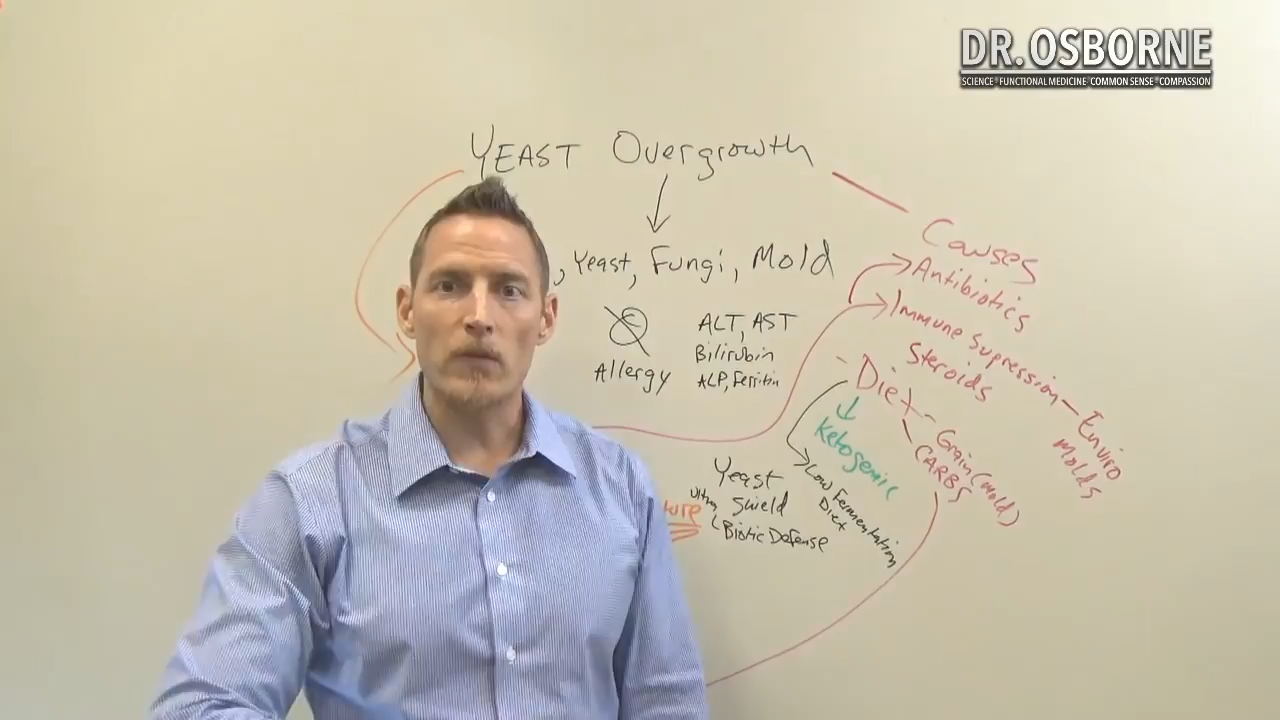 DR. OSBORNE
SCIENCE • FUNCTIONAL MEDICINE • COMMON SENSE • COMPASSION
YEAST Overgrowth
, Yeast, Fungi, Mold
Allergy
ALT, AST
Bilirubin
ALP, Ferritin
Causes
Antibiotics
Immune Supression - Enviro
Molds
Steroids
- Diet - Grain (mold)
CARBS
Ketogenic
Low Fermentation
Diet
Yeast
Shield
Ultra
Biotic Defense